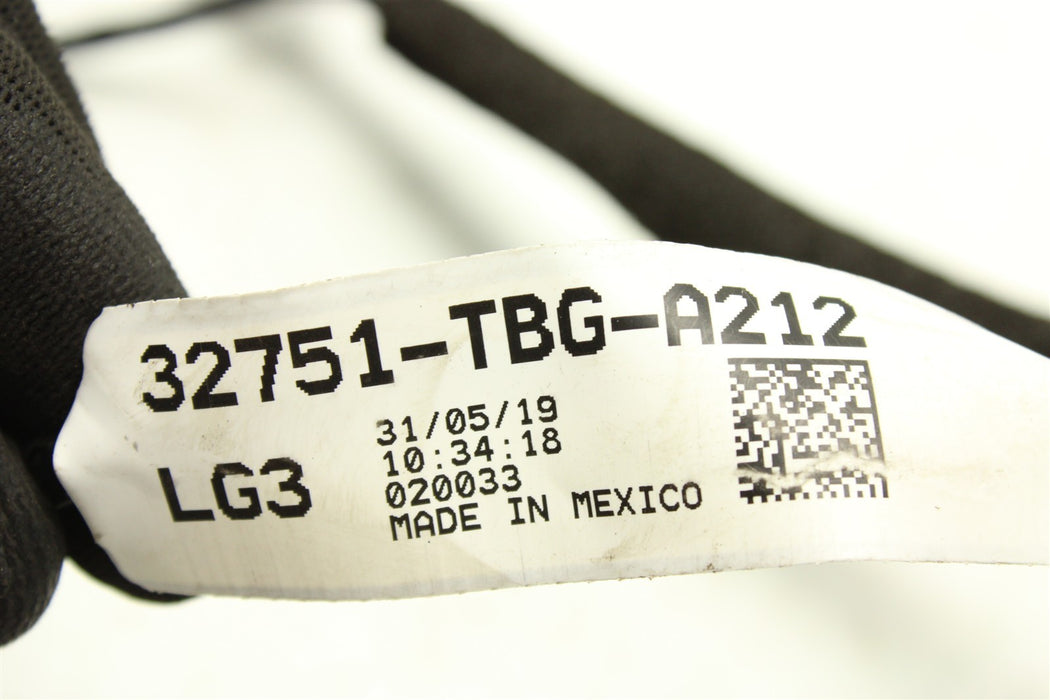 32751-TBG-A212
LG3
31/05/19
10:34:18
020033
MADE IN MEXICO